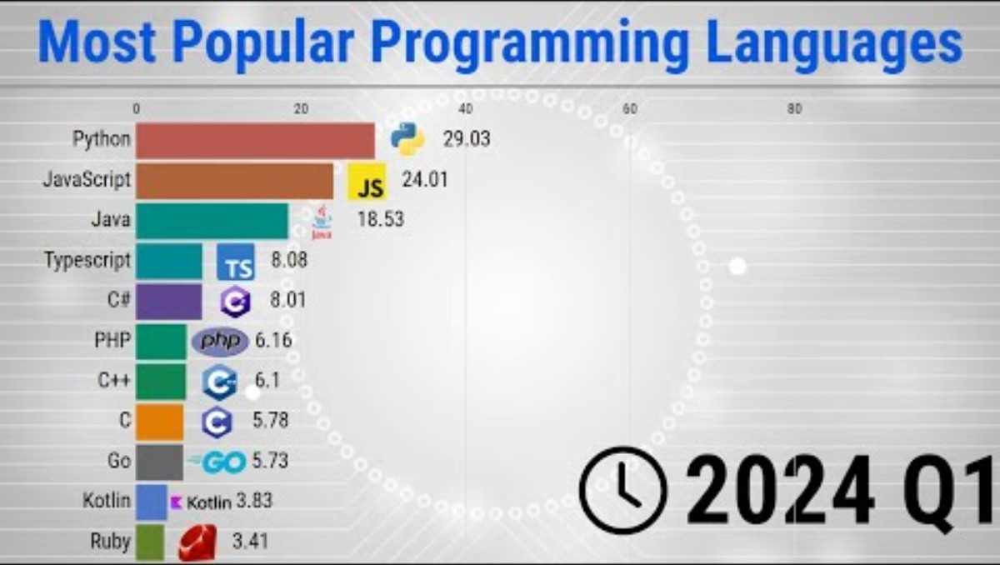 Most Popular Programming Languages
0 20 40 60 80
Python 29.03
JavaScript JS 24.01
Java Java 18.53
Typescript TS 8.08
C# C 8.01
PHP php 6.16
C++ C++ 6.1
C C 5.78
Go GO 5.73
Kotlin Kotlin 3.83
Ruby 3.41
2024 Q1